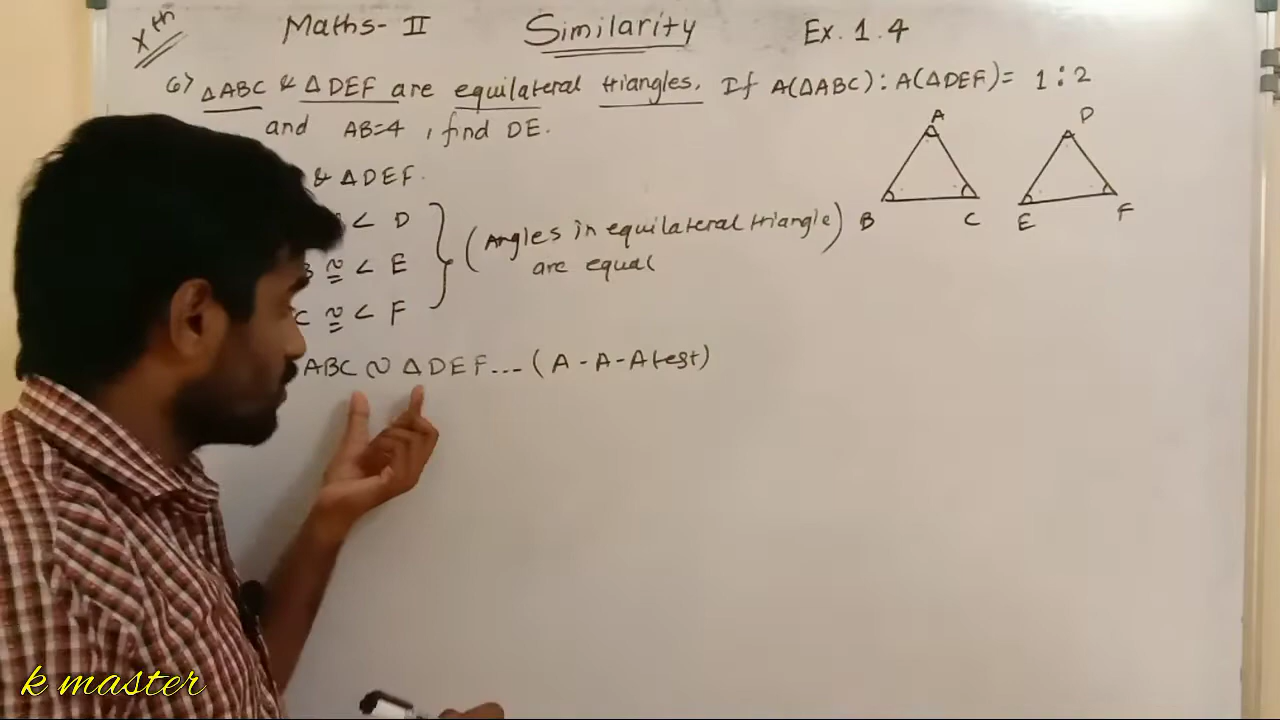 Xth Maths- II Similarity Ex. 1.4
6) △ABC & △DEF are equilateral triangles. If A(△ABC) : A(△DEF) = 1:2
and AB=4 , find DE.
& △DEF.
< D
B ≅ < E
C ≅ < F
(Angles in equilateral triangle)
are equal
ABC ~ △DEF... (A-A-A test)
A
B
C
D
E
F
k master